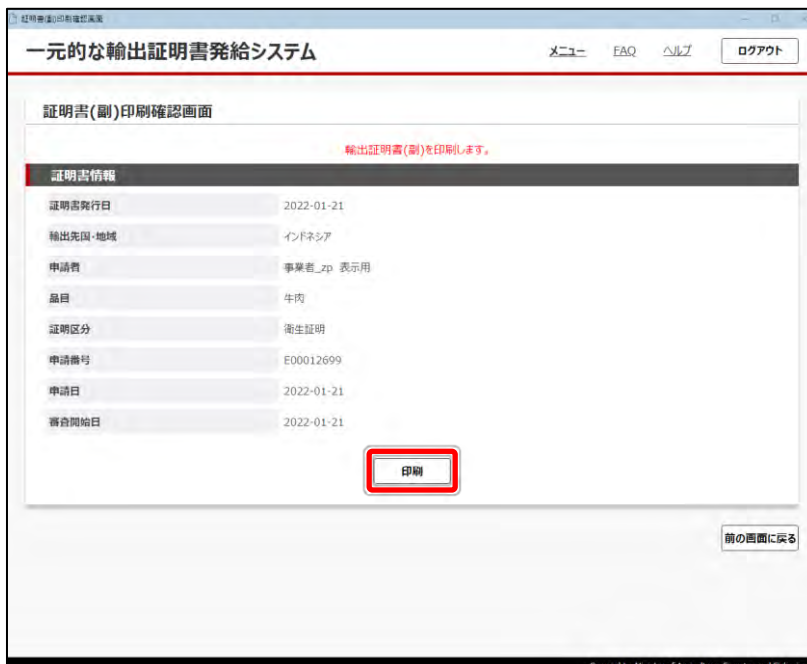 証明書(副)印刷確認画面
一元的な輸出証明書発給システム メニュー FAQ ヘルプ ログアウト
証明書(副)印刷確認画面
輸出証明書(副)を印刷します。
証明書情報
証明書発行日 2022-01-21
輸出先国・地域 インドネシア
申請者 事業者_zp 表示用
品目 牛肉
証明区分 衛生証明
申請番号 E00012699
申請日 2022-01-21
審査開始日 2022-01-21
印刷
前の画面に戻る